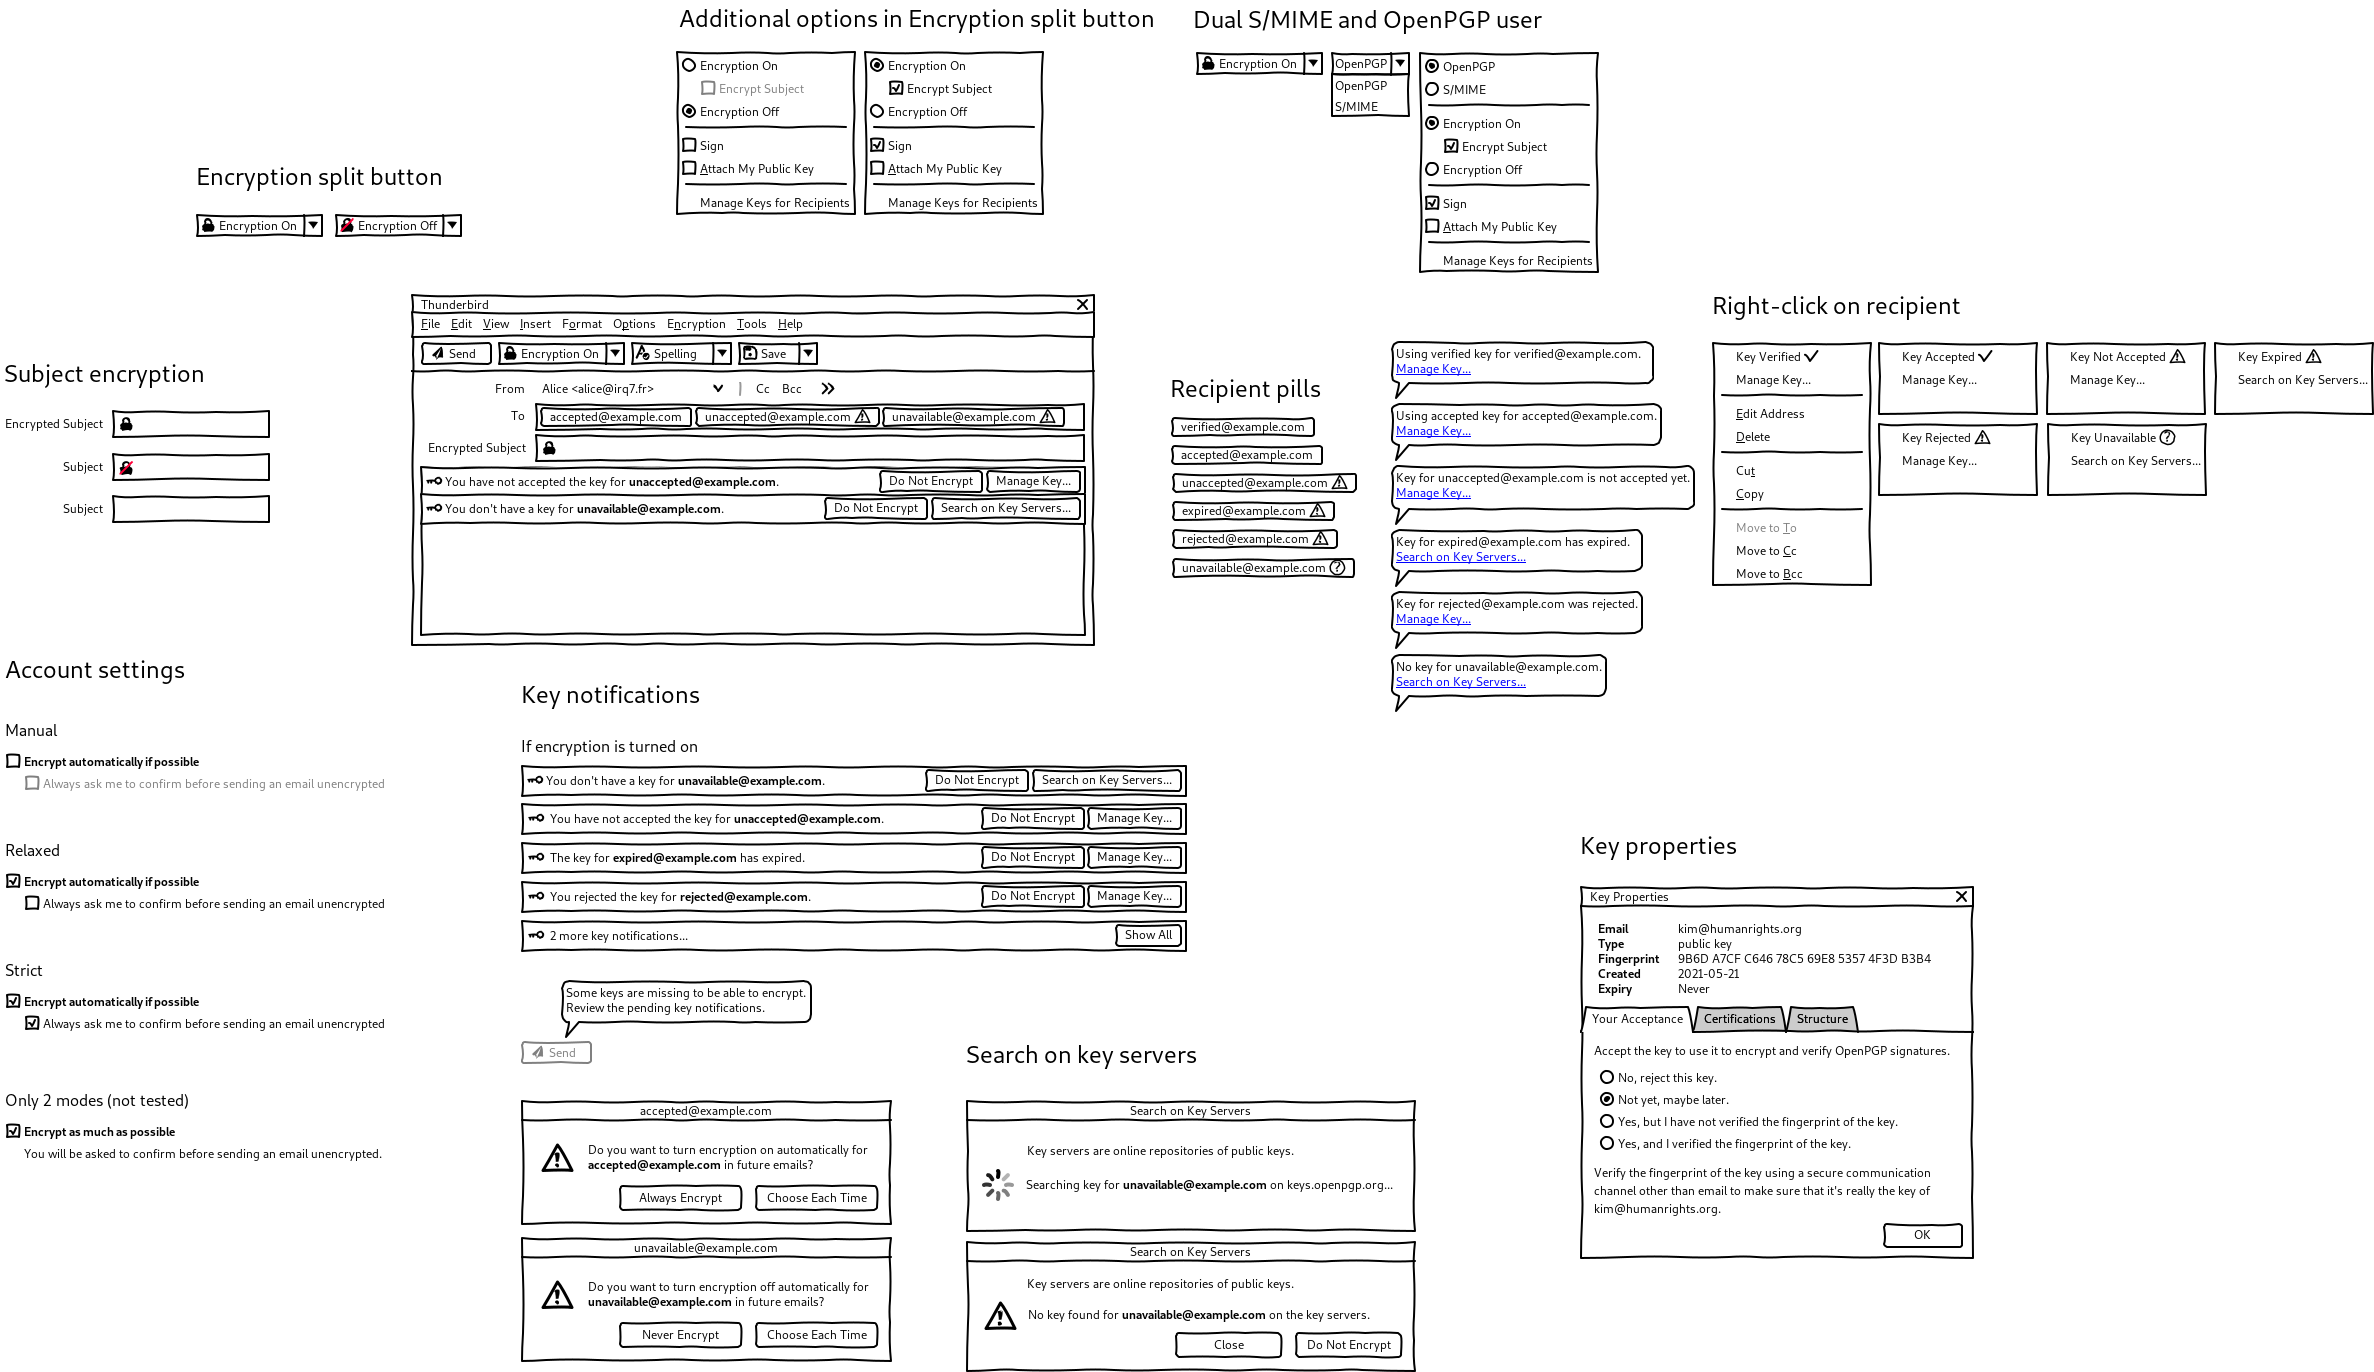 Additional options in Encryption split button
Encryption On
Encrypt Subject
Encryption Off
Sign
Attach My Public Key
Manage Keys for Recipients
Encryption On
Encrypt Subject
Encryption Off
Sign
Attach My Public Key
Manage Keys for Recipients
Dual S/MIME and OpenPGP user
Encryption On
OpenPGP
OpenPGP
S/MIME
OpenPGP
S/MIME
Encryption On
Encrypt Subject
Encryption Off
Sign
Attach My Public Key
Manage Keys for Recipients
Encryption split button
Encryption On
Encryption Off
Subject encryption
Encrypted Subject
Subject
Subject
Thunderbird
File Edit View Insert Format Options Encryption Tools Help
Send Encryption On Spelling Save
From Alice <alice@irq7.fr> Cc Bcc
To accepted@example.com unaccepted@example.com unavailable@example.com
Encrypted Subject
You have not accepted the key for unaccepted@example.com. Do Not Encrypt Manage Key...
You don't have a key for unavailable@example.com. Do Not Encrypt Search on Key Servers...
Recipient pills
verified@example.com
accepted@example.com
unaccepted@example.com
expired@example.com
rejected@example.com
unavailable@example.com
Using verified key for verified@example.com.
Manage Key...
Using accepted key for accepted@example.com.
Manage Key...
Key for unaccepted@example.com is not accepted yet.
Manage Key...
Key for expired@example.com has expired.
Search on Key Servers...
Key for rejected@example.com was rejected.
Manage Key...
No key for unavailable@example.com.
Search on Key Servers...
Right-click on recipient
Key Verified
Manage Key...
Edit Address
Delete
Cut
Copy
Move to To
Move to Cc
Move to Bcc
Key Accepted
Manage Key...
Key Not Accepted
Manage Key...
Key Expired
Search on Key Servers...
Key Rejected
Manage Key...
Key Unavailable
Search on Key Servers...
Account settings
Manual
Encrypt automatically if possible
Always ask me to confirm before sending an email unencrypted
Relaxed
Encrypt automatically if possible
Always ask me to confirm before sending an email unencrypted
Strict
Encrypt automatically if possible
Always ask me to confirm before sending an email unencrypted
Only 2 modes (not tested)
Encrypt as much as possible
You will be asked to confirm before sending an email unencrypted.
Key notifications
If encryption is turned on
You don't have a key for unavailable@example.com. Do Not Encrypt Search on Key Servers...
You have not accepted the key for unaccepted@example.com. Do Not Encrypt Manage Key...
The key for expired@example.com has expired. Do Not Encrypt Manage Key...
You rejected the key for rejected@example.com. Do Not Encrypt Manage Key...
2 more key notifications... Show All
Some keys are missing to be able to encrypt.
Review the pending key notifications.
Send
accepted@example.com
Do you want to turn encryption on automatically for
accepted@example.com in future emails?
Always Encrypt Choose Each Time
unavailable@example.com
Do you want to turn encryption off automatically for
unavailable@example.com in future emails?
Never Encrypt Choose Each Time
Search on key servers
Search on Key Servers
Key servers are online repositories of public keys.
Searching key for unavailable@example.com on keys.openpgp.org...
Search on Key Servers
Key servers are online repositories of public keys.
No key found for unavailable@example.com on the key servers.
Close Do Not Encrypt
Key properties
Key Properties
Email kim@humanrights.org
Type public key
Fingerprint 9B6D A7CF C646 78C5 69E8 5357 4F3D B3B4
Created 2021-05-21
Expiry Never
Your Acceptance Certifications Structure
Accept the key to use it to encrypt and verify OpenPGP signatures.
No, reject this key.
Not yet, maybe later.
Yes, but I have not verified the fingerprint of the key.
Yes, and I verified the fingerprint of the key.
Verify the fingerprint of the key using a secure communication
channel other than email to make sure that it's really the key of
kim@humanrights.org.
OK